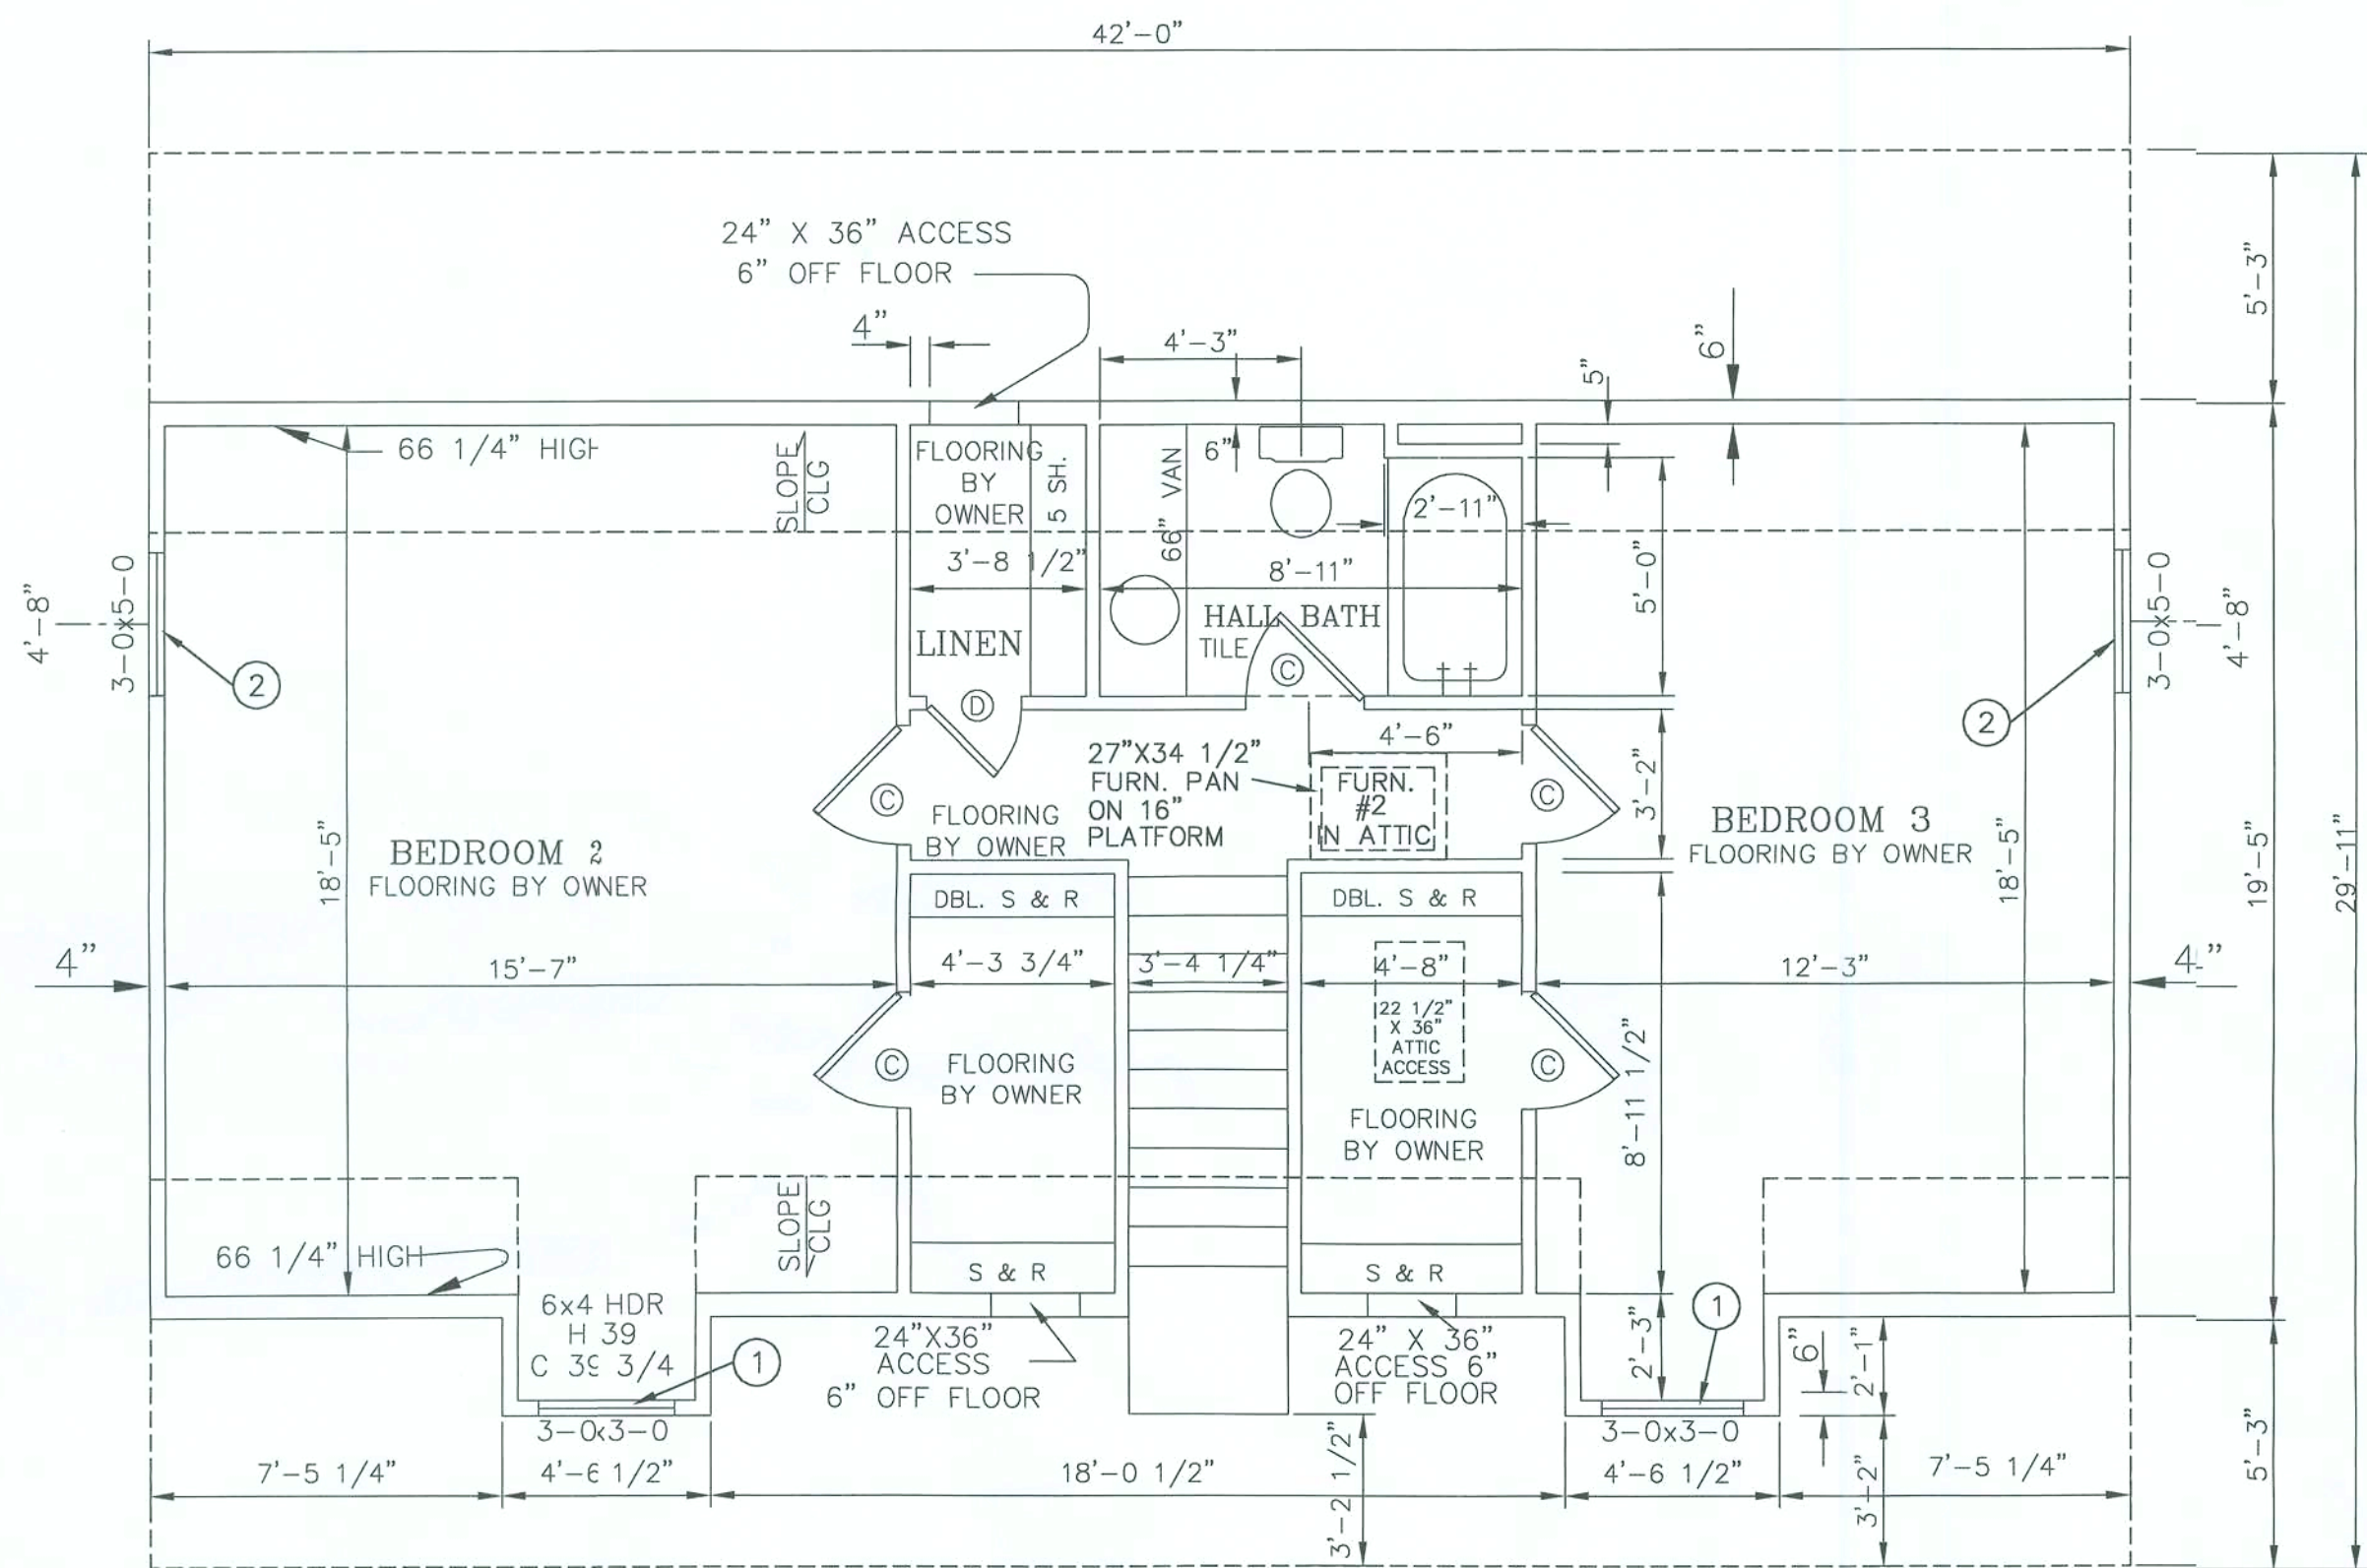 42'-0"
24" X 36" ACCESS
6" OFF FLOOR
5'-3"
4"
4'-3"
5"
6"
66 1/4" HIGH
SLOPE
CLG
FLOORING
BY
OWNER
5 SH.
66" VAN
6"
2'-11"
3'-8 1/2"
8'-11"
5'-0"
4'-8"
3-0x5-0
3-0x5-0
4'-8"
2
LINEN
HALL BATH
TILE
C
D
2
4'-6"
27"X34 1/2"
FURN. PAN
ON 16"
PLATFORM
FURN.
#2
IN ATTIC
3'-2"
C
C
FLOORING
BY OWNER
BEDROOM 2
FLOORING BY OWNER
18'-5"
BEDROOM 3
FLOORING BY OWNER
18'-5"
19'-5"
29'-11"
DBL. S & R
DBL. S & R
4"
15'-7"
4'-3 3/4"
3'-4 1/4"
4'-8"
12'-3"
4"
22 1/2"
X 36"
ATTIC
ACCESS
C
FLOORING
BY OWNER
C
8'-11 1/2"
FLOORING
BY OWNER
SLOPE
CLG
66 1/4" HIGH
S & R
S & R
6x4 HDR
H 39
C 39 3/4
1
24"X36"
ACCESS
6" OFF FLOOR
24" X 36"
ACCESS 6"
OFF FLOOR
2'-3"
1
6"
2'-1"
3-0x3-0
3-0x3-0
7'-5 1/4"
4'-6 1/2"
18'-0 1/2"
3'-2 1/2"
4'-6 1/2"
3'-2"
7'-5 1/4"
5'-3"